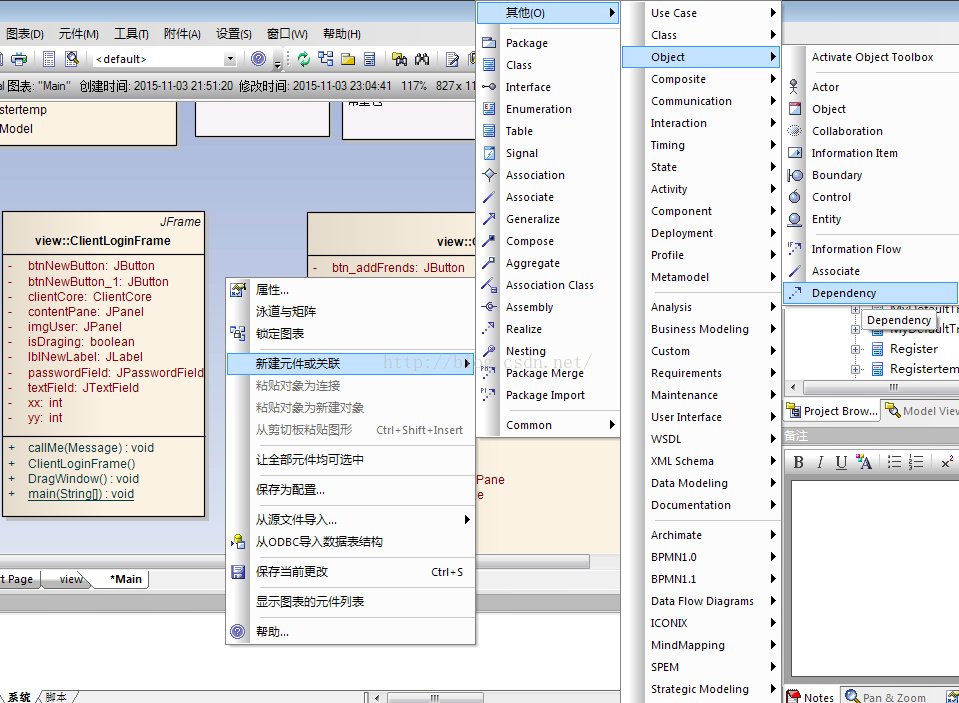 图表(D) 元件(M) 工具(T) 附件(A) 设置(S) 窗口(W) 帮助(H)
<default>
图表: "Main" 创建时间: 2015-11-03 21:51:20 修改时间: 2015-11-03 23:04:41 117% 827 x 11
stertemp
Model
JFrame
view::ClientLoginFrame
- btnNewButton: JButton
- btnNewButton_1: JButton
- clientCore: ClientCore
- contentPane: JPanel
- imgUser: JPanel
- isDraging: boolean
- lblNewLabel: JLabel
- passwordField: JPasswordField
- textField: JTextField
- xx: int
- yy: int
+ callMe(Message) : void
+ ClientLoginFrame()
+ DragWindow() : void
+ main(String[]) : void
view::C
- btn_addFrends: JButton
Pane
e
属性...
泳道与矩阵
锁定图表
新建元件或关联
粘贴对象为连接
粘贴对象为新建对象
从剪切板粘贴图形 Ctrl+Shift+Insert
让全部元件均可选中
保存为配置...
从源文件导入...
从ODBC导入数据表结构
保存当前更改 Ctrl+S
显示图表的元件列表
帮助...
http://blog.csdn.net/
其他(O)
Package
Class
Interface
Enumeration
Table
Signal
Association
Associate
Generalize
Compose
Aggregate
Association Class
Assembly
Realize
Nesting
Package Merge
Package Import
Common
Use Case
Class
Object
Composite
Communication
Interaction
Timing
State
Activity
Component
Deployment
Profile
Metamodel
Analysis
Business Modeling
Custom
Requirements
Maintenance
User Interface
WSDL
XML Schema
Data Modeling
Documentation
Archimate
BPMN1.0
BPMN1.1
Data Flow Diagrams
ICONIX
MindMapping
SPEM
Strategic Modeling
Activate Object Toolbox
Actor
Object
Collaboration
Information Item
Boundary
Control
Entity
Information Flow
Associate
Dependency
Dependency
MyDefaultT
MyDefaultTr
Register
Registertem
Project Brow...
Model View
备注
B I U A x²
Notes
Pan & Zoom
rt Page
view
*Main
系统
脚本